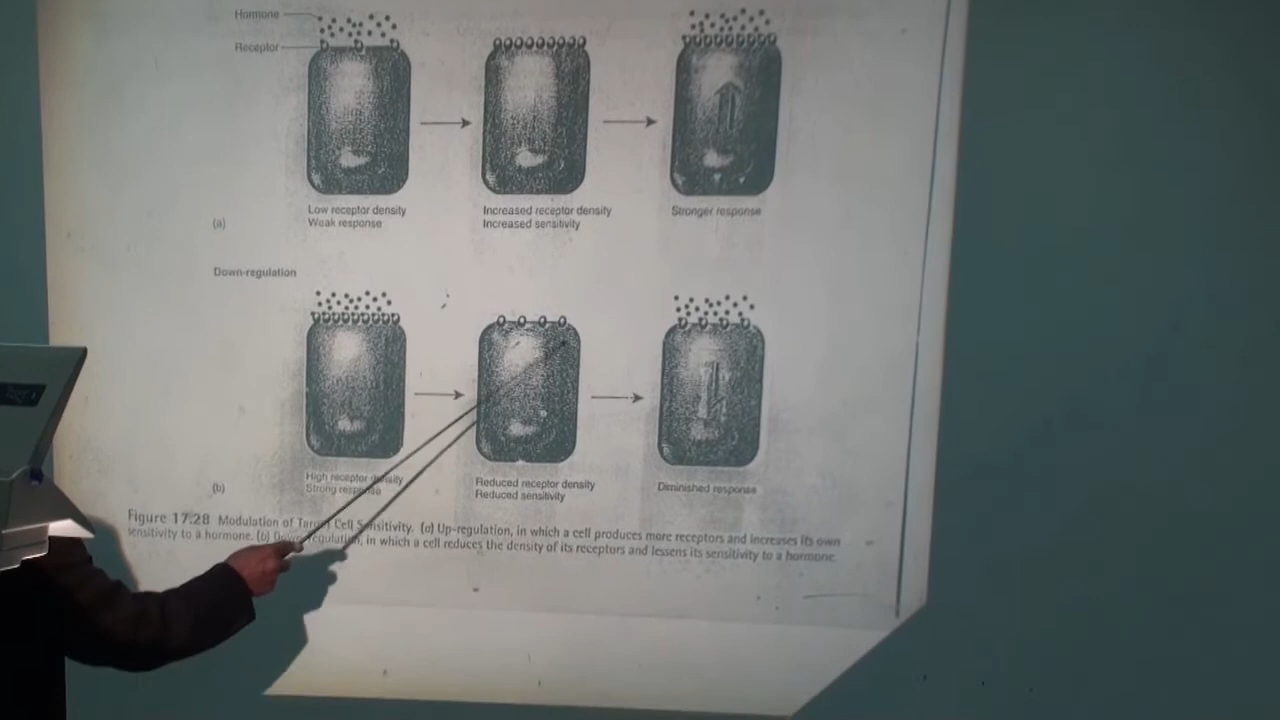 Hormone
Receptor
Low receptor density
Weak response
Increased receptor density
Increased sensitivity
Stronger response
(a)
Down-regulation
High receptor density
Strong response
Reduced receptor density
Reduced sensitivity
Diminished response
(b)
Figure 17.28 Modulation of Target Cell Sensitivity. (a) Up-regulation, in which a cell produces more receptors and increases its own
sensitivity to a hormone. (b) Down-regulation, in which a cell reduces the density of its receptors and lessens its sensitivity to a hormone.